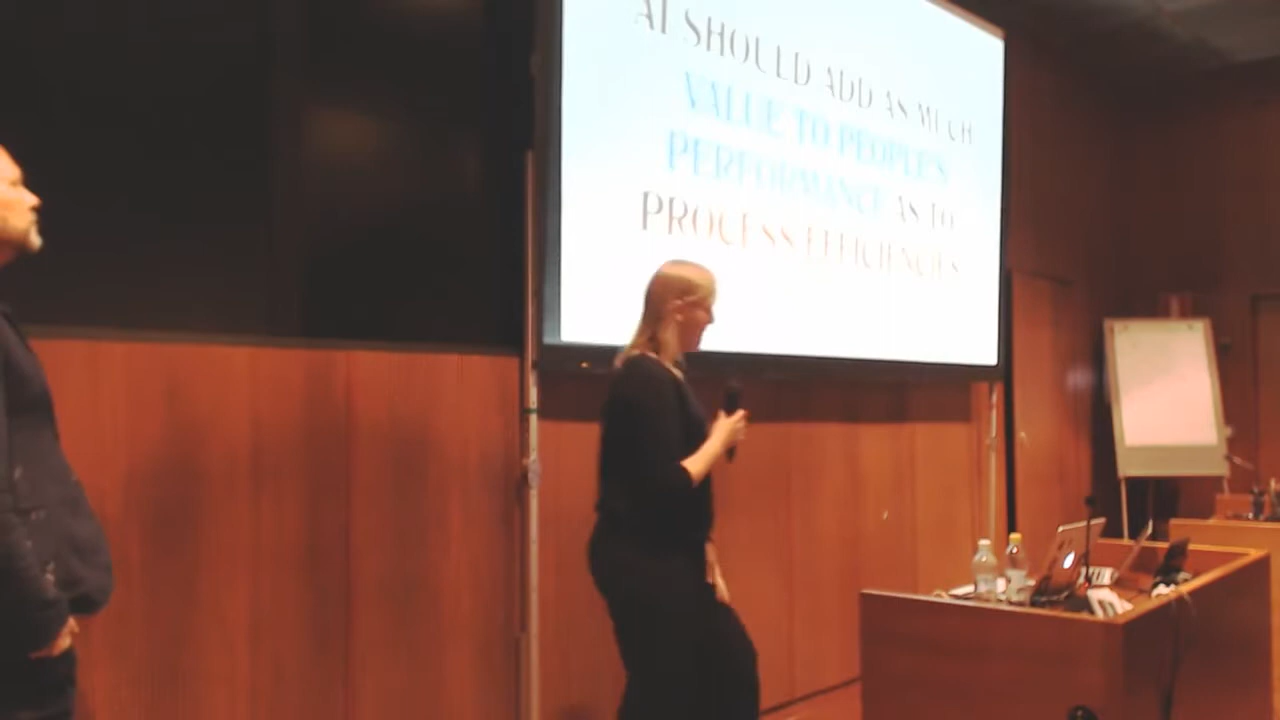 AI SHOULD ADD AS MUCH
VALUE TO PEOPLE'S
PERFORMANCE AS TO
PROCESS EFFICIENCIES